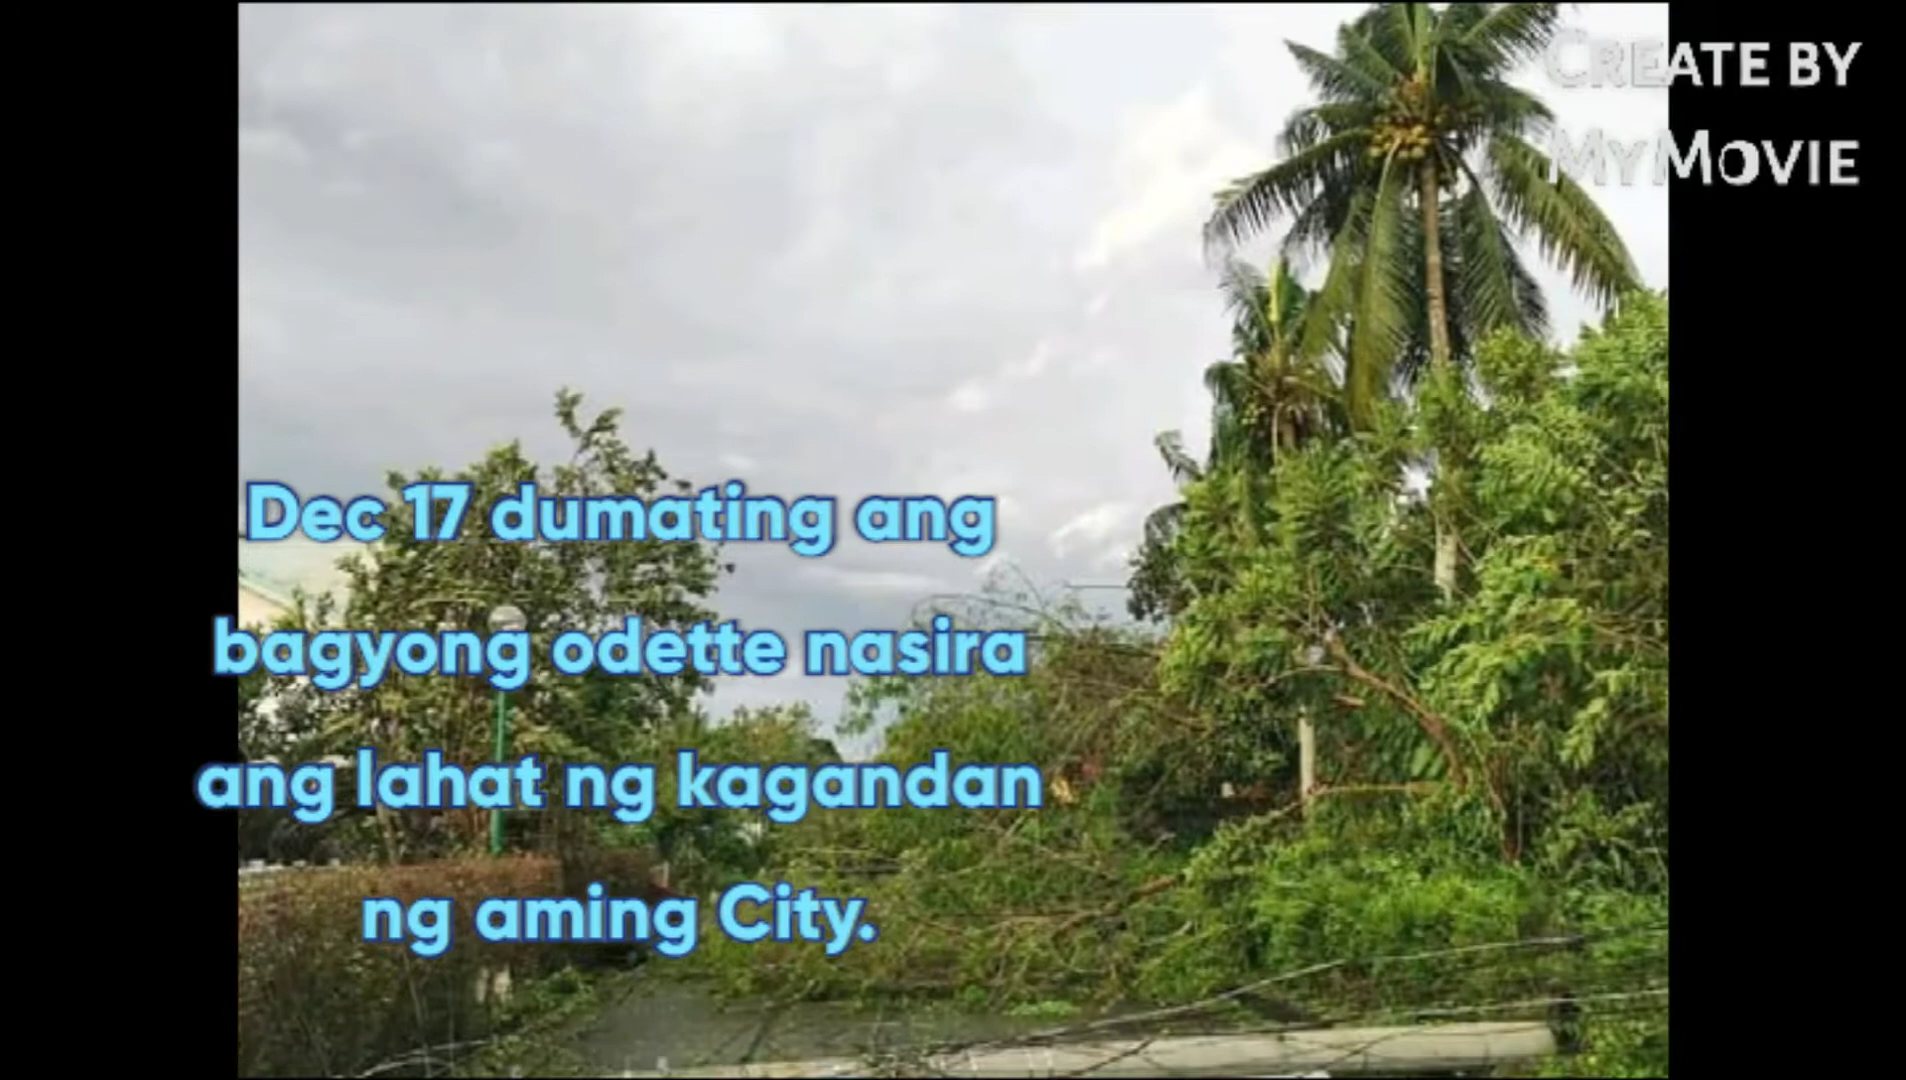 CREATE BY
MYMOVIE
Dec 17 dumating ang
bagyong odette nasira
ang lahat ng kagandan
ng aming City.